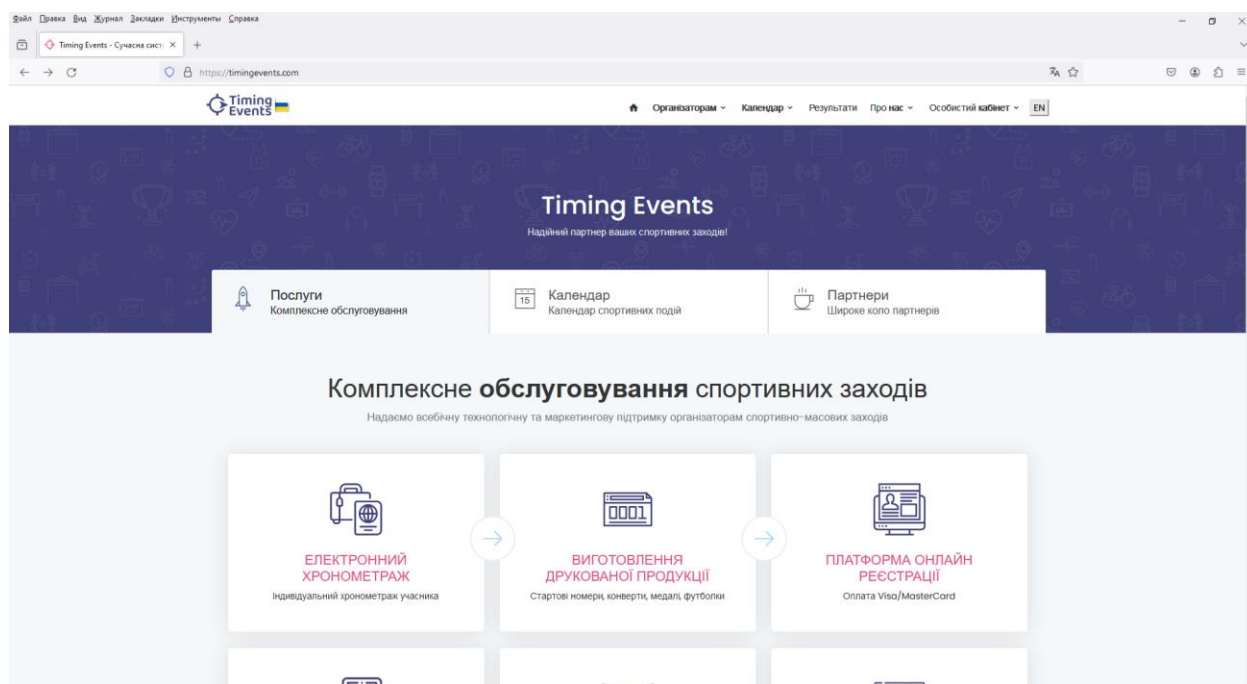 Файл Правка Вид Журнал Закладки Инструменты Справка
Timing Events - Сучасна сист
https://timingevents.com
Timing
Events
Організаторам Календар Результати Про нас Особистий кабінет EN
Timing Events
Надійний партнер ваших спортивних заходів!
Послуги
Комплексне обслуговування
15
Календар
Календар спортивних подій
Партнери
Широке коло партнерів
Комплексне обслуговування спортивних заходів
Надаємо всебічну технологічну та маркетингову підтримку організаторам спортивно-масових заходів
ЕЛЕКТРОННИЙ
ХРОНОМЕТРАЖ
Індивідуальний хронометраж учасника
0001
ВИГОТОВЛЕННЯ
ДРУКОВАНОЇ ПРОДУКЦІЇ
Стартові номери, конверти, медалі, футболки
ПЛАТФОРМА ОНЛАЙН
РЕЄСТРАЦІЇ
Оплата Visa/MasterCard